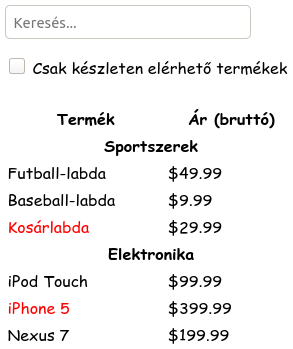 Keresés...
Csak készleten elérhető termékek
Termék Ár (bruttó)
Sportszerek
Futball-labda $49.99
Baseball-labda $9.99
Kosárlabda $29.99
Elektronika
iPod Touch $99.99
iPhone 5 $399.99
Nexus 7 $199.99